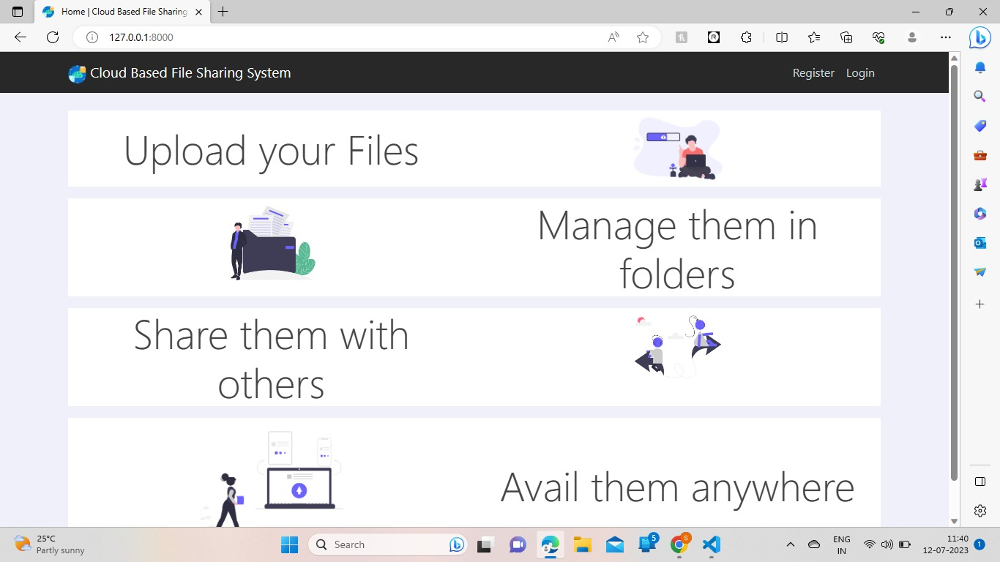 Home | Cloud Based File Sharing
127.0.0.1:8000
Cloud Based File Sharing System
Register
Login
Upload your Files
Manage them in
folders
Share them with
others
Avail them anywhere
25°C
Partly sunny
Search
5
S
ENG
IN
11:40
12-07-2023
1